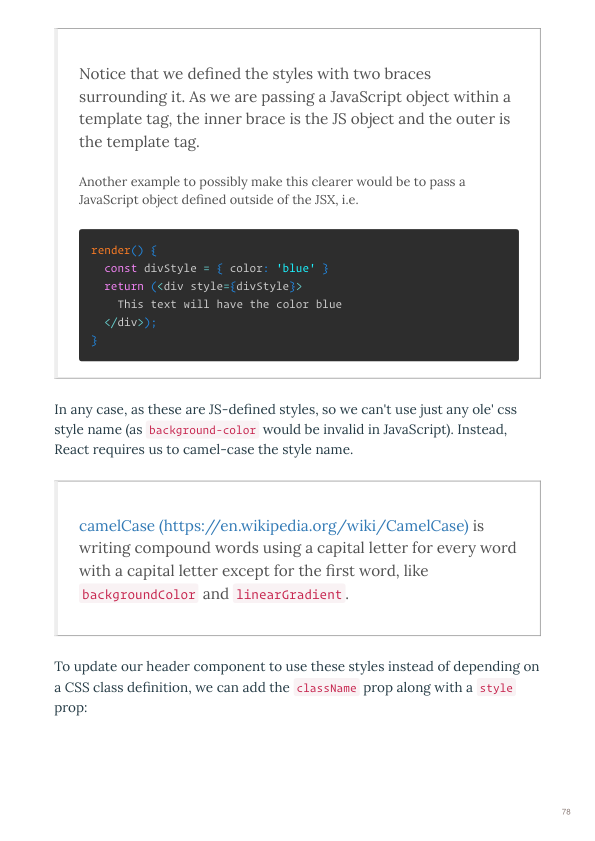 Notice that we defined the styles with two braces
surrounding it. As we are passing a JavaScript object within a
template tag, the inner brace is the JS object and the outer is
the template tag.
Another example to possibly make this clearer would be to pass a
JavaScript object defined outside of the JSX, i.e.
render() {
  const divStyle = { color: 'blue' }
  return (<div style={divStyle}>
    This text will have the color blue
  </div>);
}
In any case, as these are JS-defined styles, so we can't use just any ole' css
style name (as background-color would be invalid in JavaScript). Instead,
React requires us to camel-case the style name.
camelCase (https://en.wikipedia.org/wiki/CamelCase) is
writing compound words using a capital letter for every word
with a capital letter except for the first word, like
backgroundColor and linearGradient.
To update our header component to use these styles instead of depending on
a CSS class definition, we can add the className prop along with a style
prop:
78